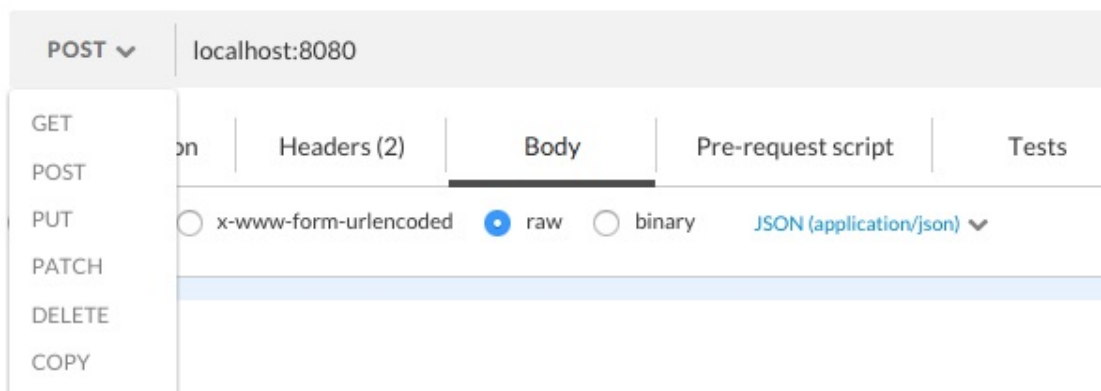 POST localhost:8080
GET
on Headers (2) Body Pre-request script Tests
POST
PUT x-www-form-urlencoded raw binary JSON (application/json)
PATCH
DELETE
COPY